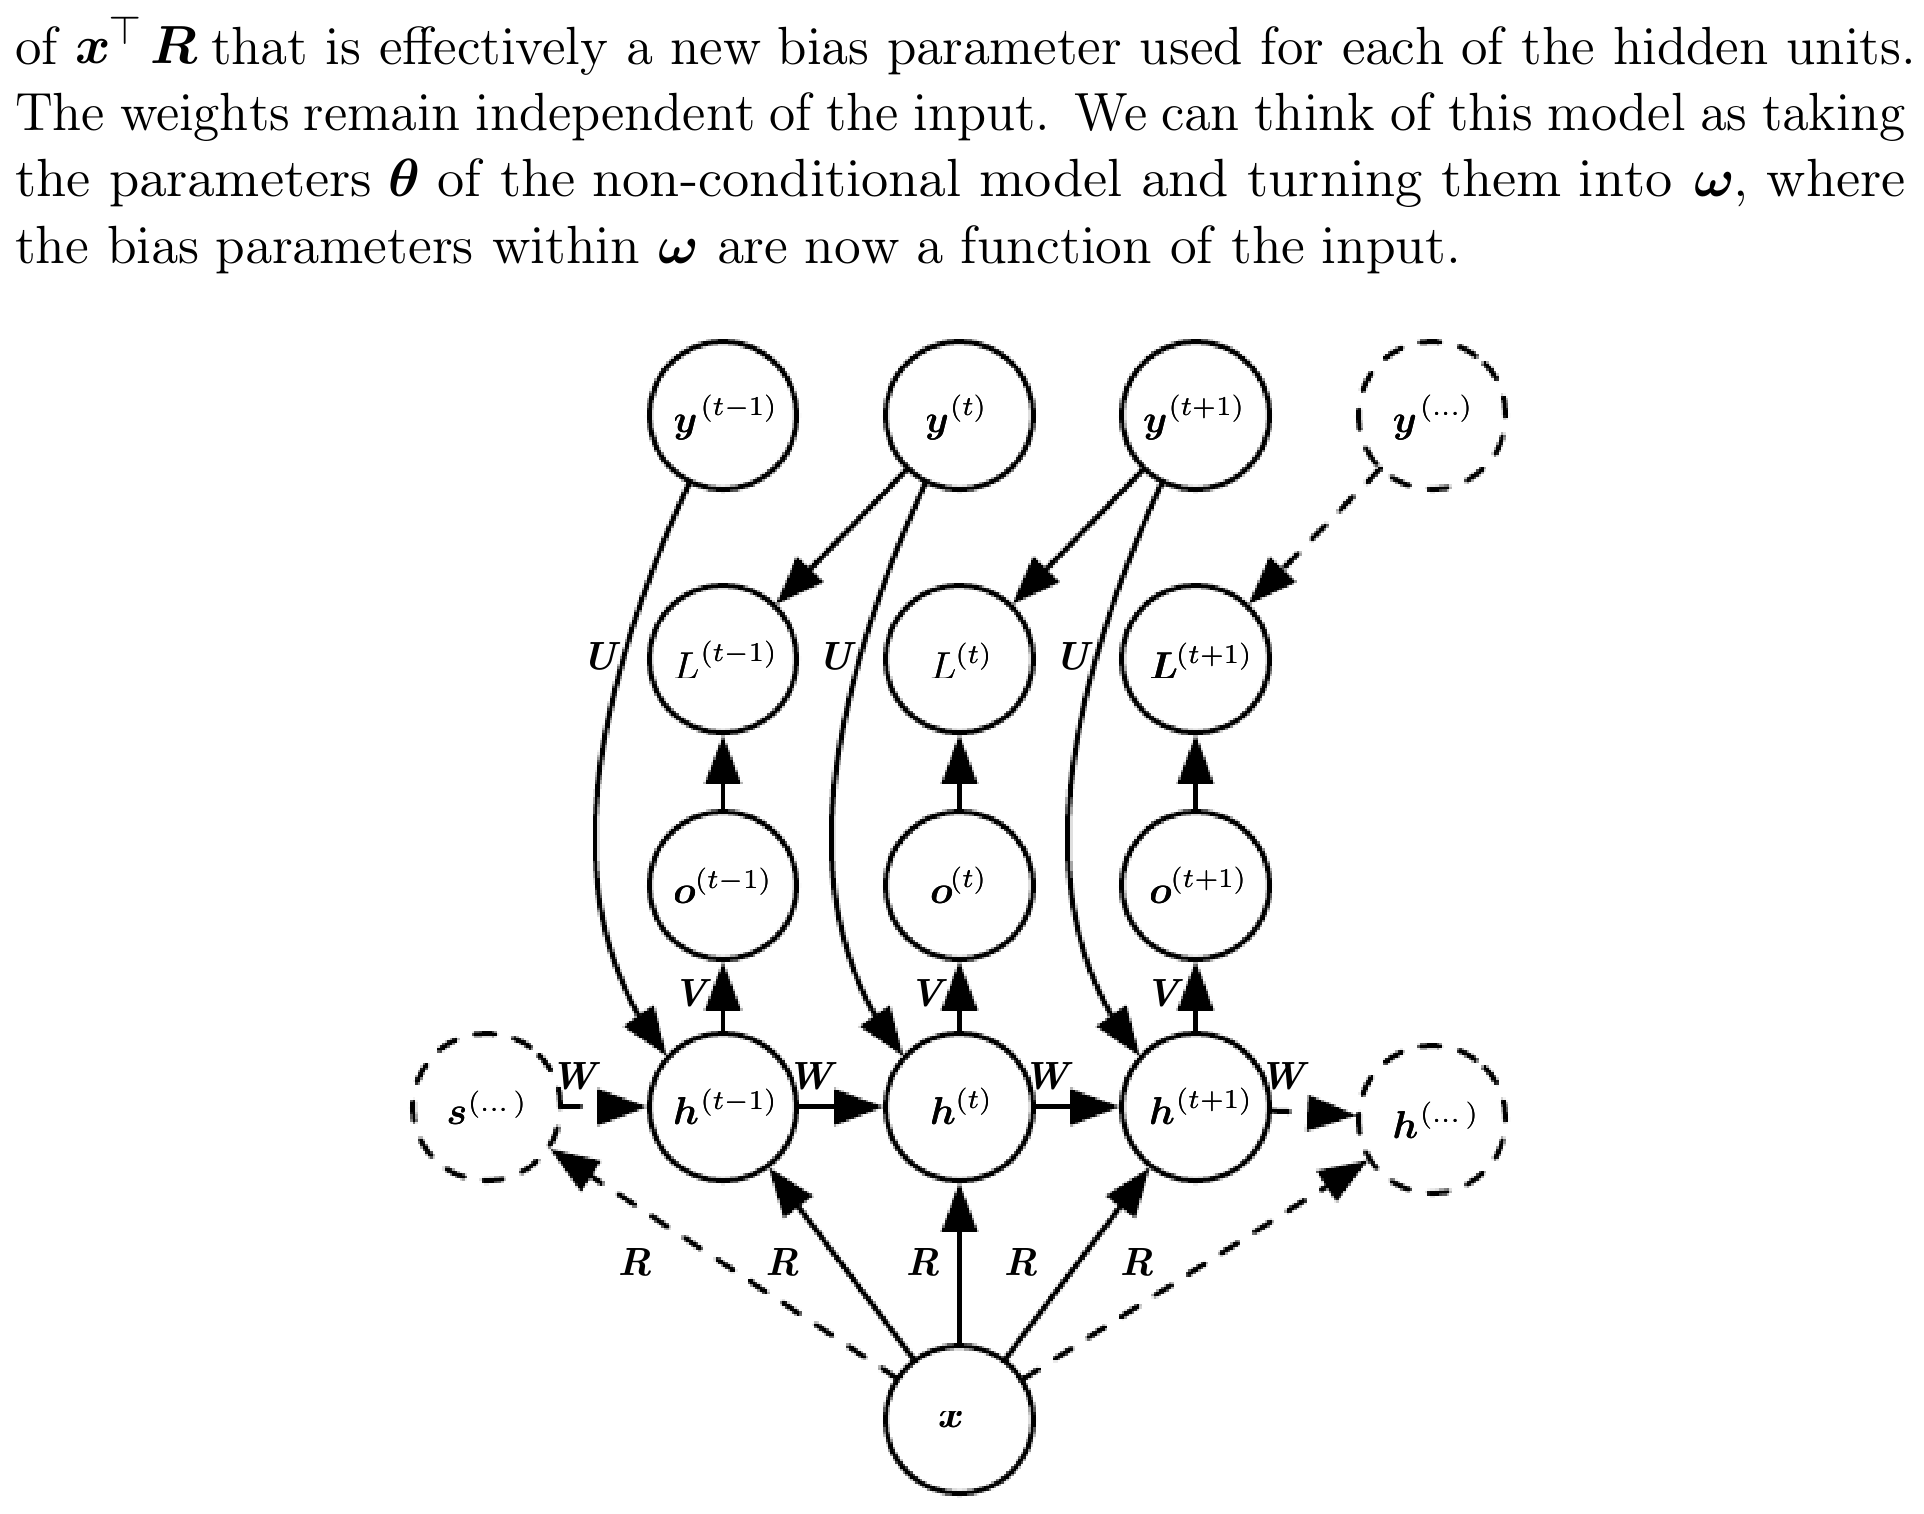 of x⊤ R that is effectively a new bias parameter used for each of the hidden units.
The weights remain independent of the input. We can think of this model as taking
the parameters θ of the non-conditional model and turning them into ω, where
the bias parameters within ω are now a function of the input.
y(t−1) y(t) y(t+1) y(...)
U L(t−1) U L(t) U L(t+1)
o(t−1) o(t) o(t+1)
V V V
W W W W
s(...) h(t−1) h(t) h(t+1) h(...)
R R R R R
x